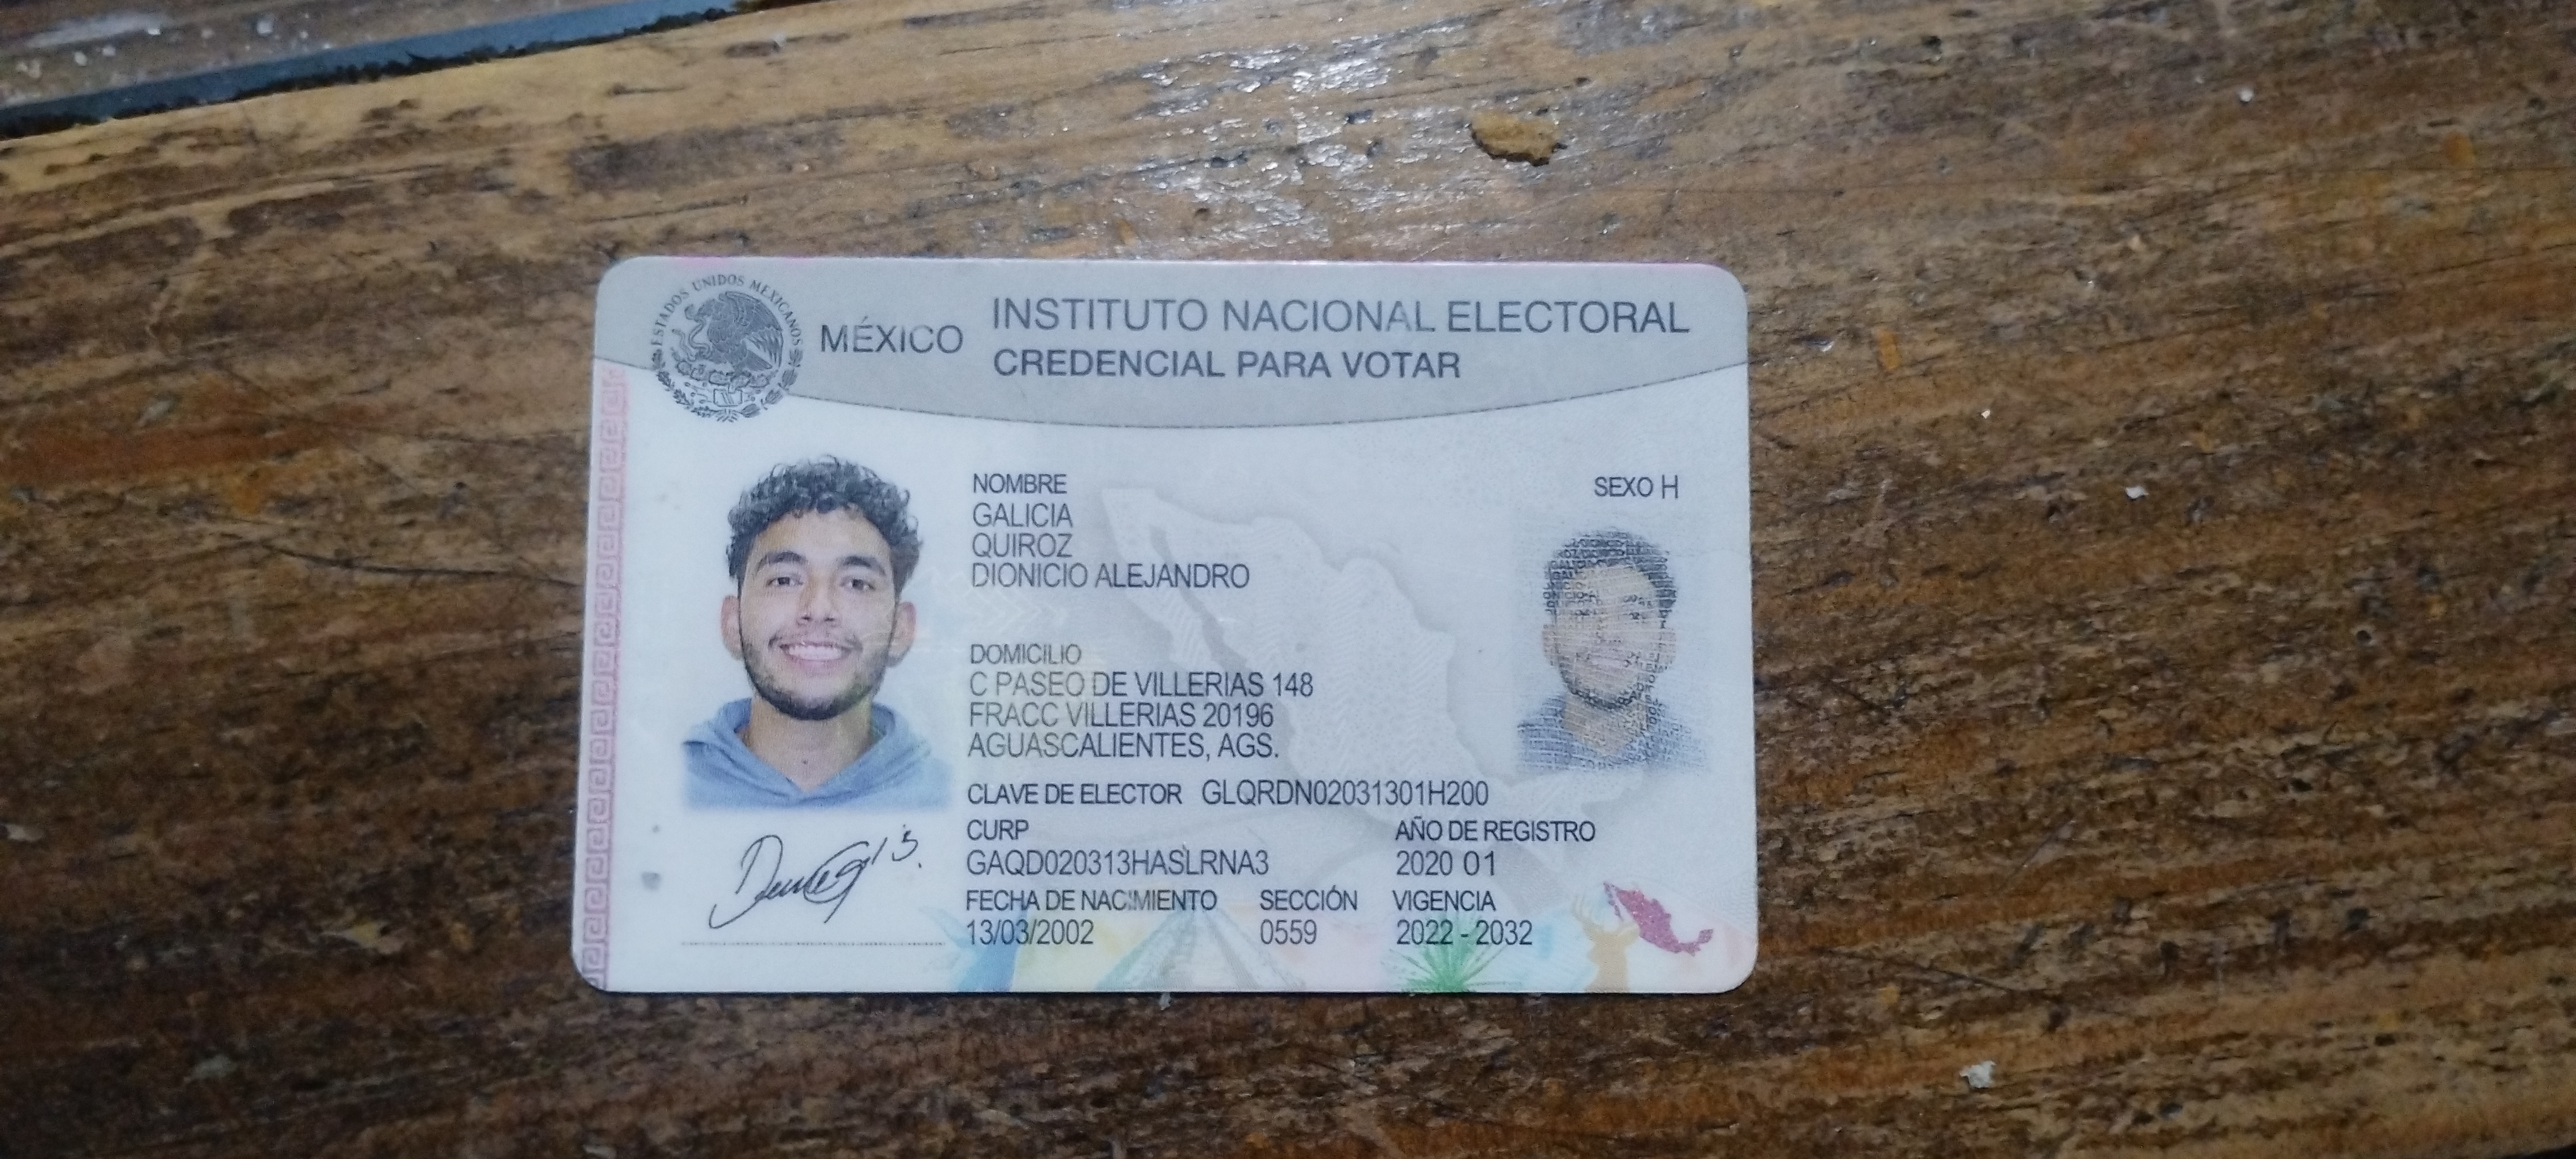 ESTADOS UNIDOS MEXICANOS
MÉXICO
INSTITUTO NACIONAL ELECTORAL
CREDENCIAL PARA VOTAR
NOMBRE
GALICIA
QUIROZ
DIONICIO ALEJANDRO
SEXO H
DOMICILIO
C PASEO DE VILLERIAS 148
FRACC VILLERIAS 20196
AGUASCALIENTES, AGS.
CLAVE DE ELECTOR GLQRDN02031301H200
CURP
GAQD020313HASLRNA3
AÑO DE REGISTRO
2020 01
FECHA DE NACIMIENTO
13/03/2002
SECCIÓN
0559
VIGENCIA
2022 - 2032